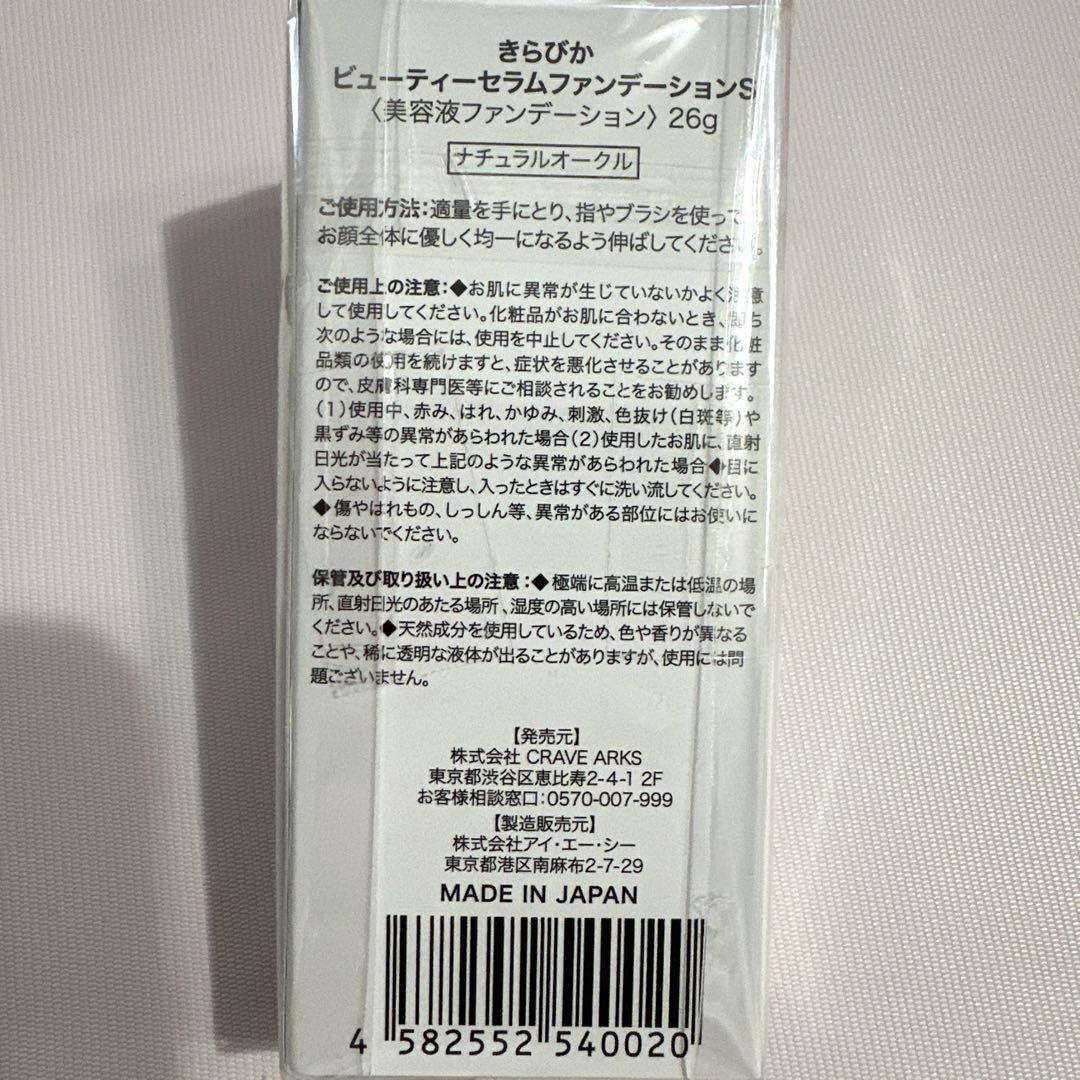 きらびか
ビューティーセラムファンデーションS
〈美容液ファンデーション〉26g
ナチュラルオークル
ご使用方法：適量を手にとり、指やブラシを使って
お顔全体に優しく均一になるよう伸ばしてください。
ご使用上の注意：◆お肌に異常が生じていないかよく注意
して使用してください。化粧品がお肌に合わないとき、即ち
次のような場合には、使用を中止してください。そのまま化粧
品類の使用を続けますと、症状を悪化させることがあります
ので、皮膚科専門医等にご相談されることをお勧めします。
（1）使用中、赤み、はれ、かゆみ、刺激、色抜け（白斑等）や
黒ずみ等の異常があらわれた場合（2）使用したお肌に、直射
日光が当たって上記のような異常があらわれた場合◆目に
入らないように注意し、入ったときはすぐに洗い流してください。
◆傷やはれもの、しっしん等、異常がある部位にはお使いに
ならないでください。
保管及び取り扱い上の注意：◆極端に高温または低温の場
所、直射日光のあたる場所、湿度の高い場所には保管しないで
ください。◆天然成分を使用しているため、色や香りが異なる
ことや、稀に透明な液体が出ることがありますが、使用には問
題ございません。
【発売元】
株式会社 CRAVE ARKS
東京都渋谷区恵比寿2-4-1 2F
お客様相談窓口：0570-007-999
【製造販売元】
株式会社アイ・エー・シー
東京都港区南麻布2-7-29
MADE IN JAPAN
4 582552 540020